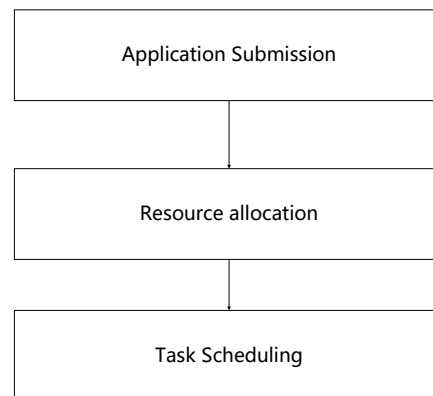 Application Submission
Resource allocation
Task Scheduling